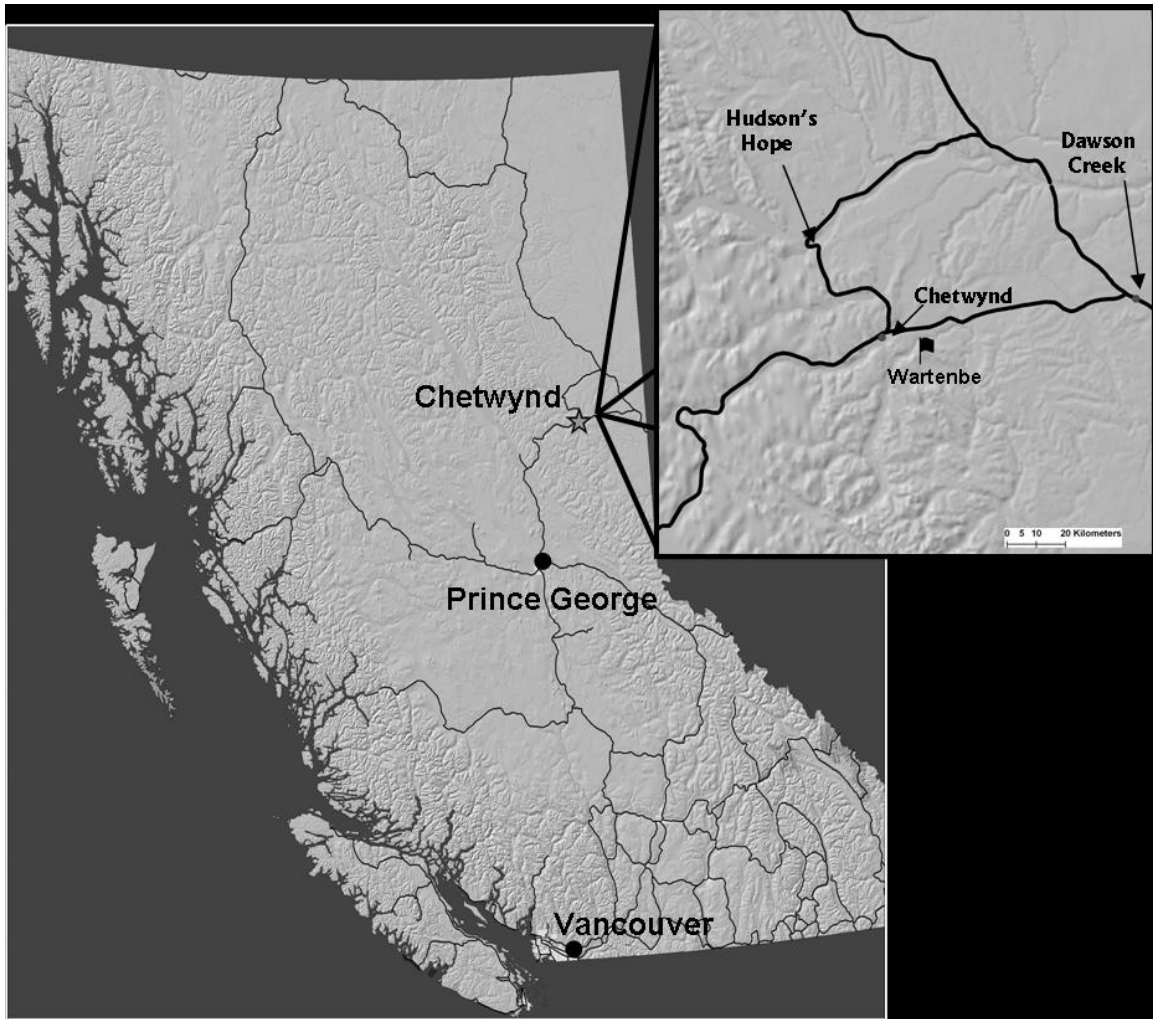 Hudson's
Hope
Dawson
Creek
Chetwynd
Wartenbe
0 5 10 20 Kilometers
Chetwynd
Prince George
Vancouver